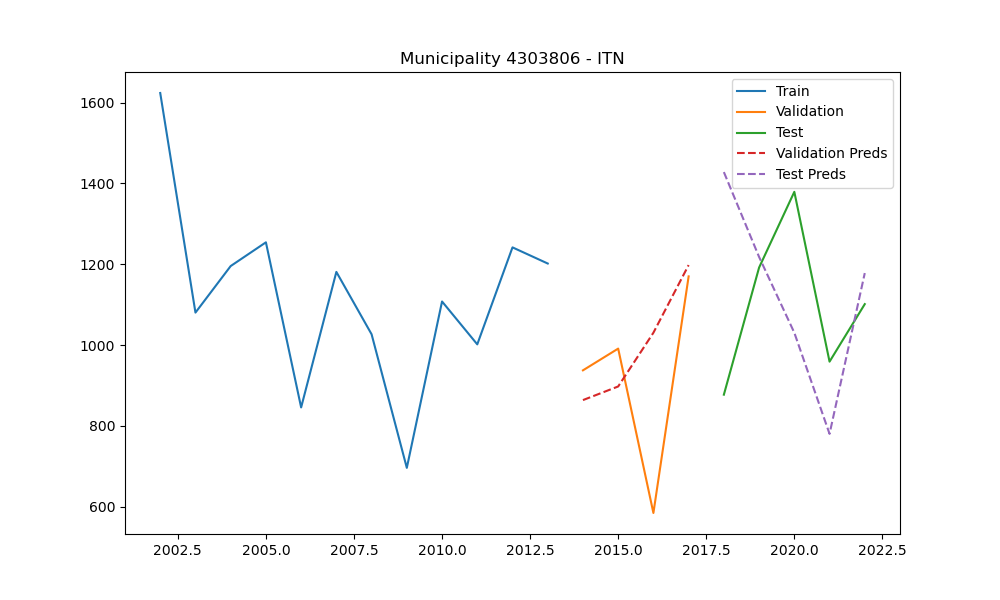 Municipality 4303806 - ITN
Train
Validation
Test
Validation Preds
Test Preds
1600
1400
1200
1000
800
600
2002.5 2005.0 2007.5 2010.0 2012.5 2015.0 2017.5 2020.0 2022.5